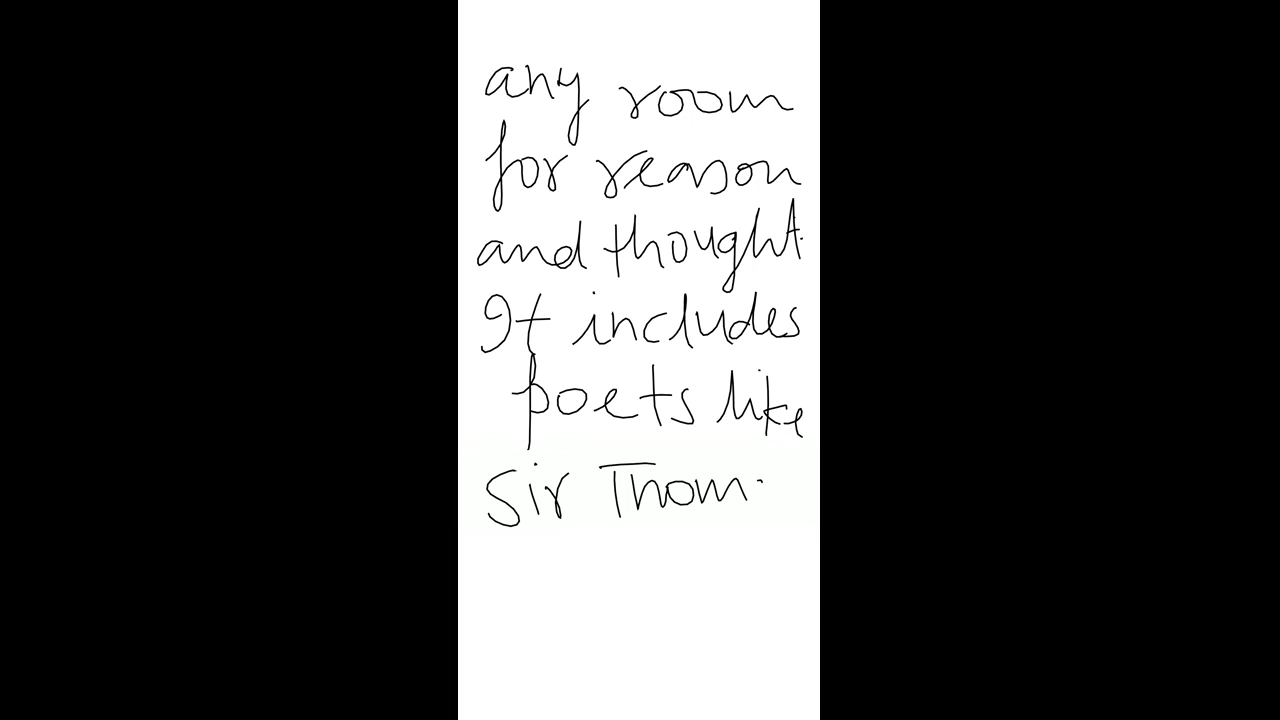 any room
for reason
and thought.
It includes
poets like
Sir Thom.